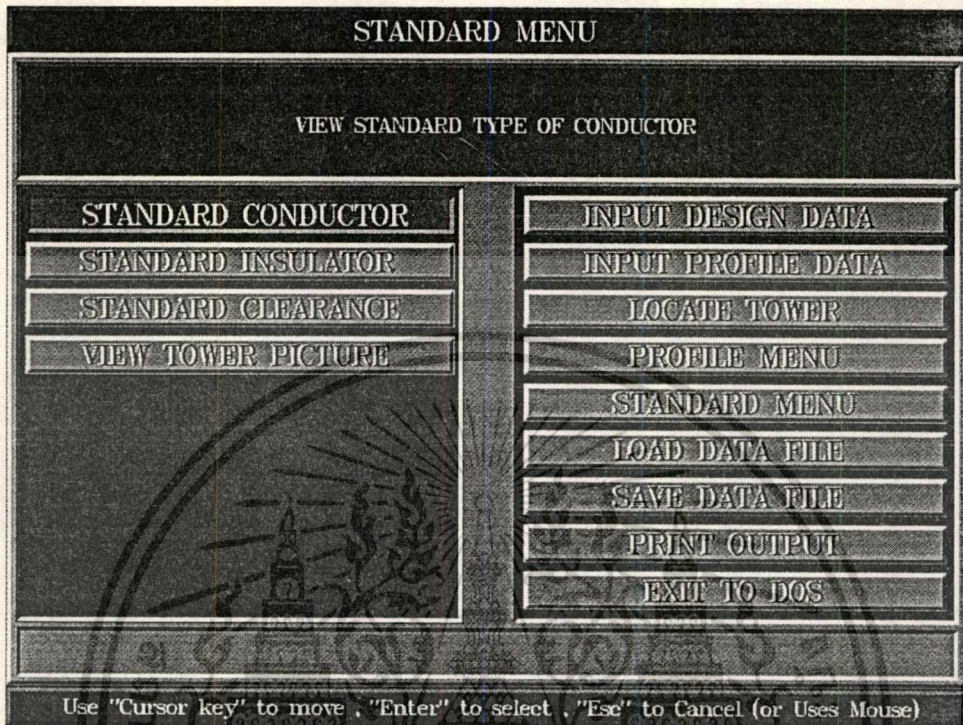 STANDARD MENU
VIEW STANDARD TYPE OF CONDUCTOR
STANDARD CONDUCTOR
STANDARD INSULATOR
STANDARD CLEARANCE
VIEW TOWER PICTURE
INPUT DESIGN DATA
INPUT PROFILE DATA
LOCATE TOWER
PROFILE MENU
STANDARD MENU
LOAD DATA FILE
SAVE DATA FILE
PRINT OUTPUT
EXIT TO DOS
Use "Cursor key" to move , "Enter" to select , "Esc" to Cancel (or Uses Mouse)